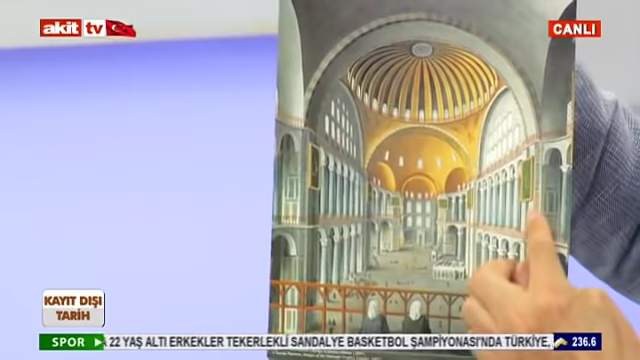 akit tv
CANLI
KAYIT DIŞI
TARİH
SPOR
22 YAŞ ALTI ERKEKLER TEKERLEKLİ SANDALYE BASKETBOL ŞAMPİYONASI'NDA TÜRKİYE,
236.6